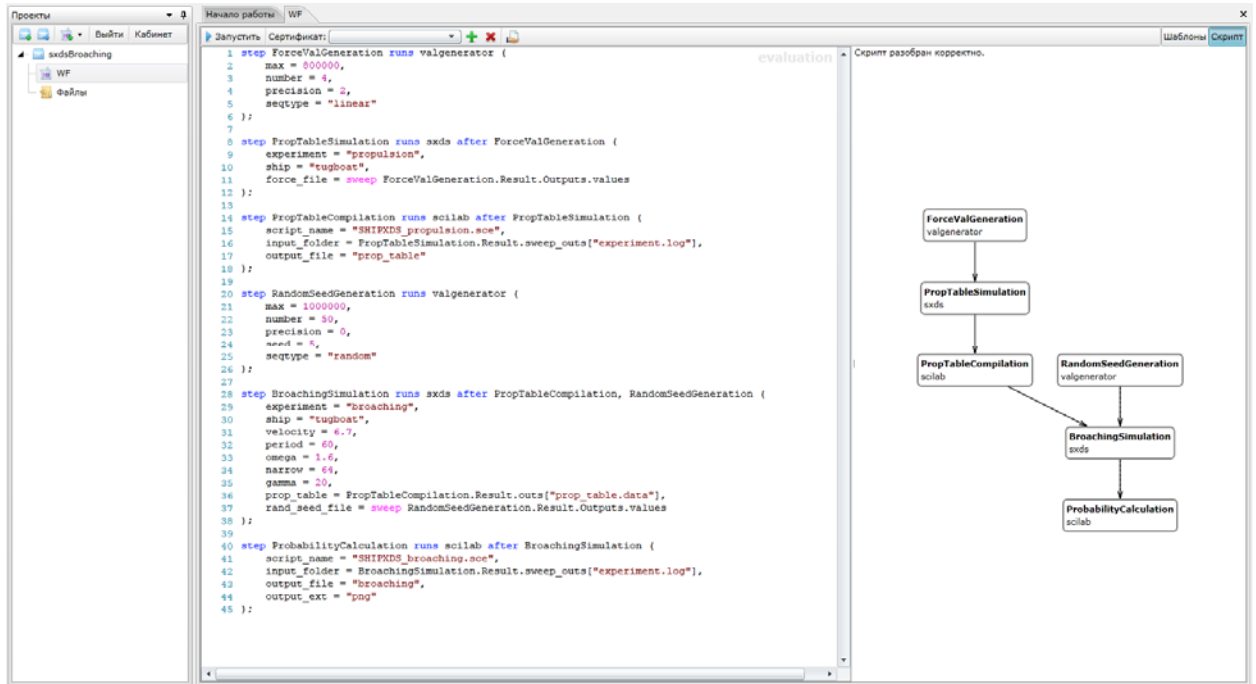 Проекты
Выйти Кабинет
sxdsBroaching
WF
Файлы
Начало работы WF
Запустить Сертификат:
Шаблоны Скрипт
evaluation
1 step ForceValGeneration runs valgenerator (
2 max = 800000,
3 number = 4,
4 precision = 2,
5 seqtype = "linear"
6 );
7
8 step PropTableSimulation runs sxds after ForceValGeneration (
9 experiment = "propulsion",
10 ship = "tugboat",
11 force_file = sweep ForceValGeneration.Result.Outputs.values
12 );
13
14 step PropTableCompilation runs scilab after PropTableSimulation (
15 script_name = "SHIPXDS_propulsion.sce",
16 input_folder = PropTableSimulation.Result.sweep_outs["experiment.log"],
17 output_file = "prop_table"
18 );
19
20 step RandomSeedGeneration runs valgenerator (
21 max = 1000000,
22 number = 50,
23 precision = 0,
24 seed = 5,
25 seqtype = "random"
26 );
27
28 step BroachingSimulation runs sxds after PropTableCompilation, RandomSeedGeneration (
29 experiment = "broaching",
30 ship = "tugboat",
31 velocity = 6.7,
32 period = 60,
33 omega = 1.6,
34 narrow = 64,
35 gamma = 20,
36 prop_table = PropTableCompilation.Result.outs["prop_table.data"],
37 rand_seed_file = sweep RandomSeedGeneration.Result.Outputs.values
38 );
39
40 step ProbabilityCalculation runs scilab after BroachingSimulation (
41 script_name = "SHIPXDS_broaching.sce",
42 input_folder = BroachingSimulation.Result.sweep_outs["experiment.log"],
43 output_file = "broaching",
44 output_ext = "png"
45 );
Скрипт разобран корректно.
ForceValGeneration
valgenerator
PropTableSimulation
sxds
PropTableCompilation
scilab
RandomSeedGeneration
valgenerator
BroachingSimulation
sxds
ProbabilityCalculation
scilab